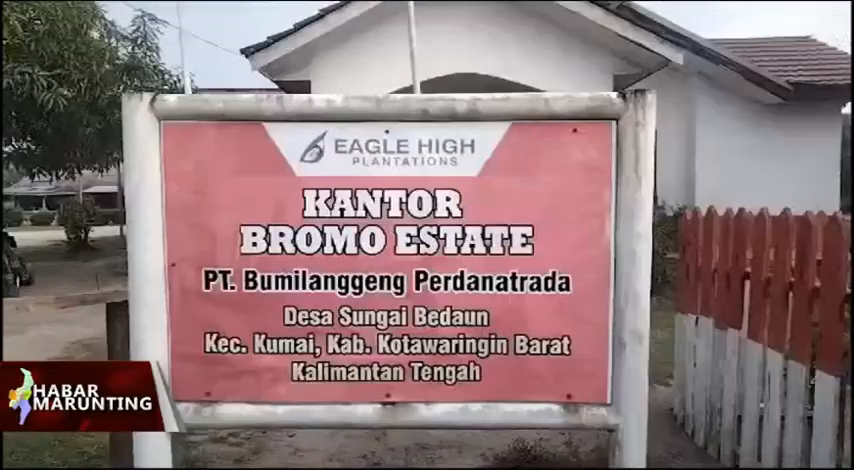 EAGLE HIGH
PLANTATIONS
KANTOR
BROMO ESTATE
PT. Bumilanggeng Perdanatrada
Desa Sungai Bedaun
Kec. Kumai, Kab. Kotawaringin Barat
Kalimantan Tengah
HABAR
MARUNTING